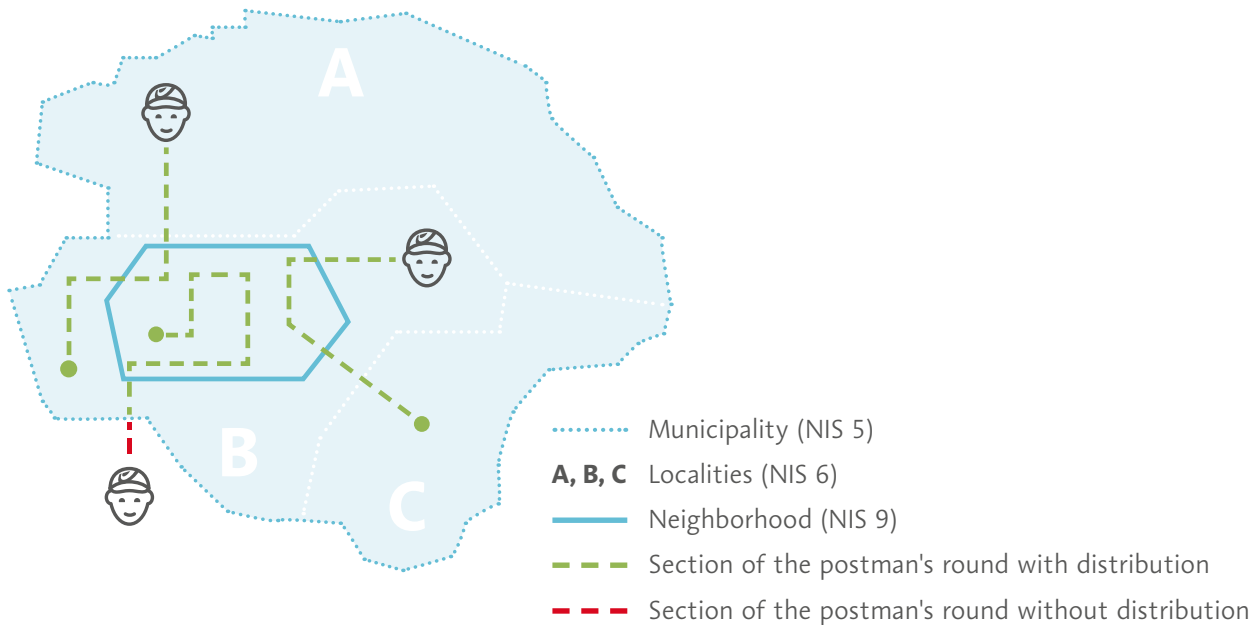 A
B
C
Municipality (NIS 5)
A, B, C Localities (NIS 6)
Neighborhood (NIS 9)
Section of the postman's round with distribution
Section of the postman's round without distribution